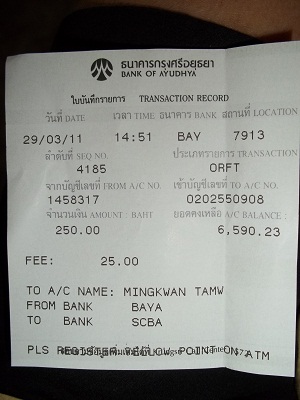 ธนาคารกรุงศรีอยุธยา
BANK OF AYUDHYA
ใบบันทึกรายการ TRANSACTION RECORD
วันที่ DATE เวลา TIME ธนาคาร BANK สถานที่ LOCATION
29/03/11 14:51 BAY 7913
ลำดับที่ SEQ NO. ประเภทรายการ TRANSACTION
4185 ORFT
จากบัญชีเลขที่ FROM A/C NO. เข้าบัญชีเลขที่ TO A/C NO.
1458317 0202550908
จำนวนเงิน AMOUNT : BAHT ยอดคงเหลือ A/C BALANCE :
250.00 6,590.23
FEE: 25.00
TO A/C NAME: MINGKWAN TAMW
FROM BANK BAYA
TO BANK SCBA
PLS REGISTER POINT ON ATM